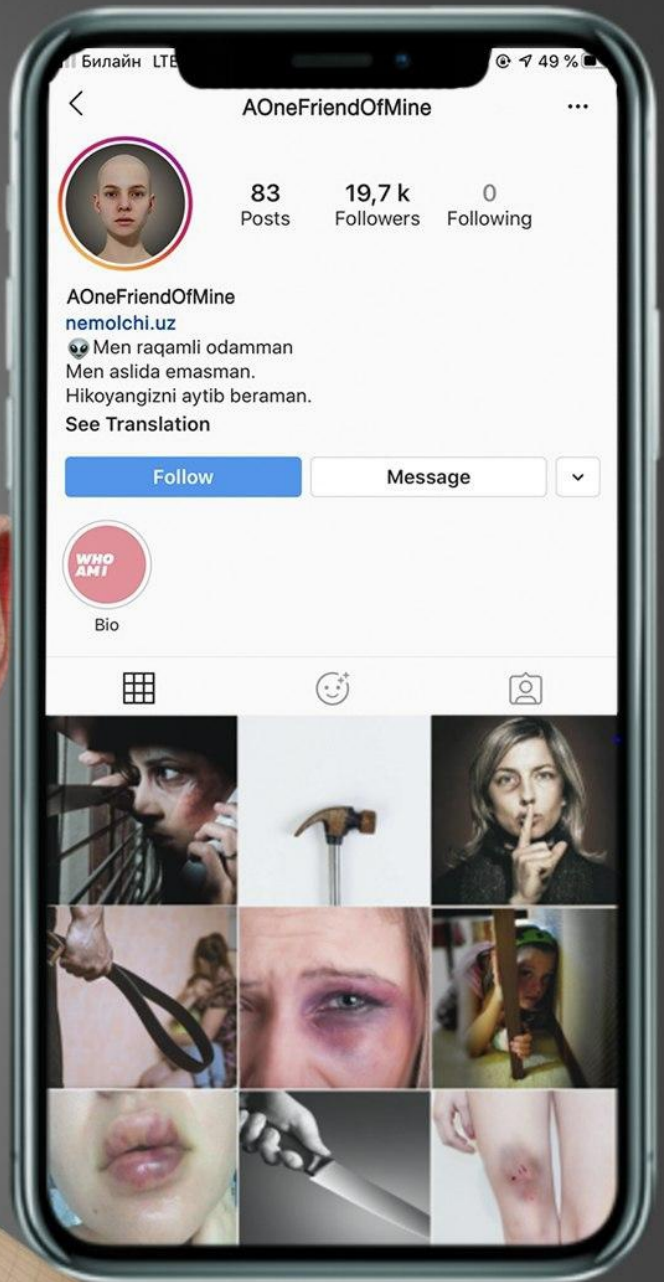 Билайн LTE
49 %
AOneFriendOfMine
83
Posts
19,7 k
Followers
0
Following
AOneFriendOfMine
nemolchi.uz
👽 Men raqamli odamman
Men aslida emasman.
Hikoyangizni aytib beraman.
See Translation
Follow
Message
WHO
AM I
Bio